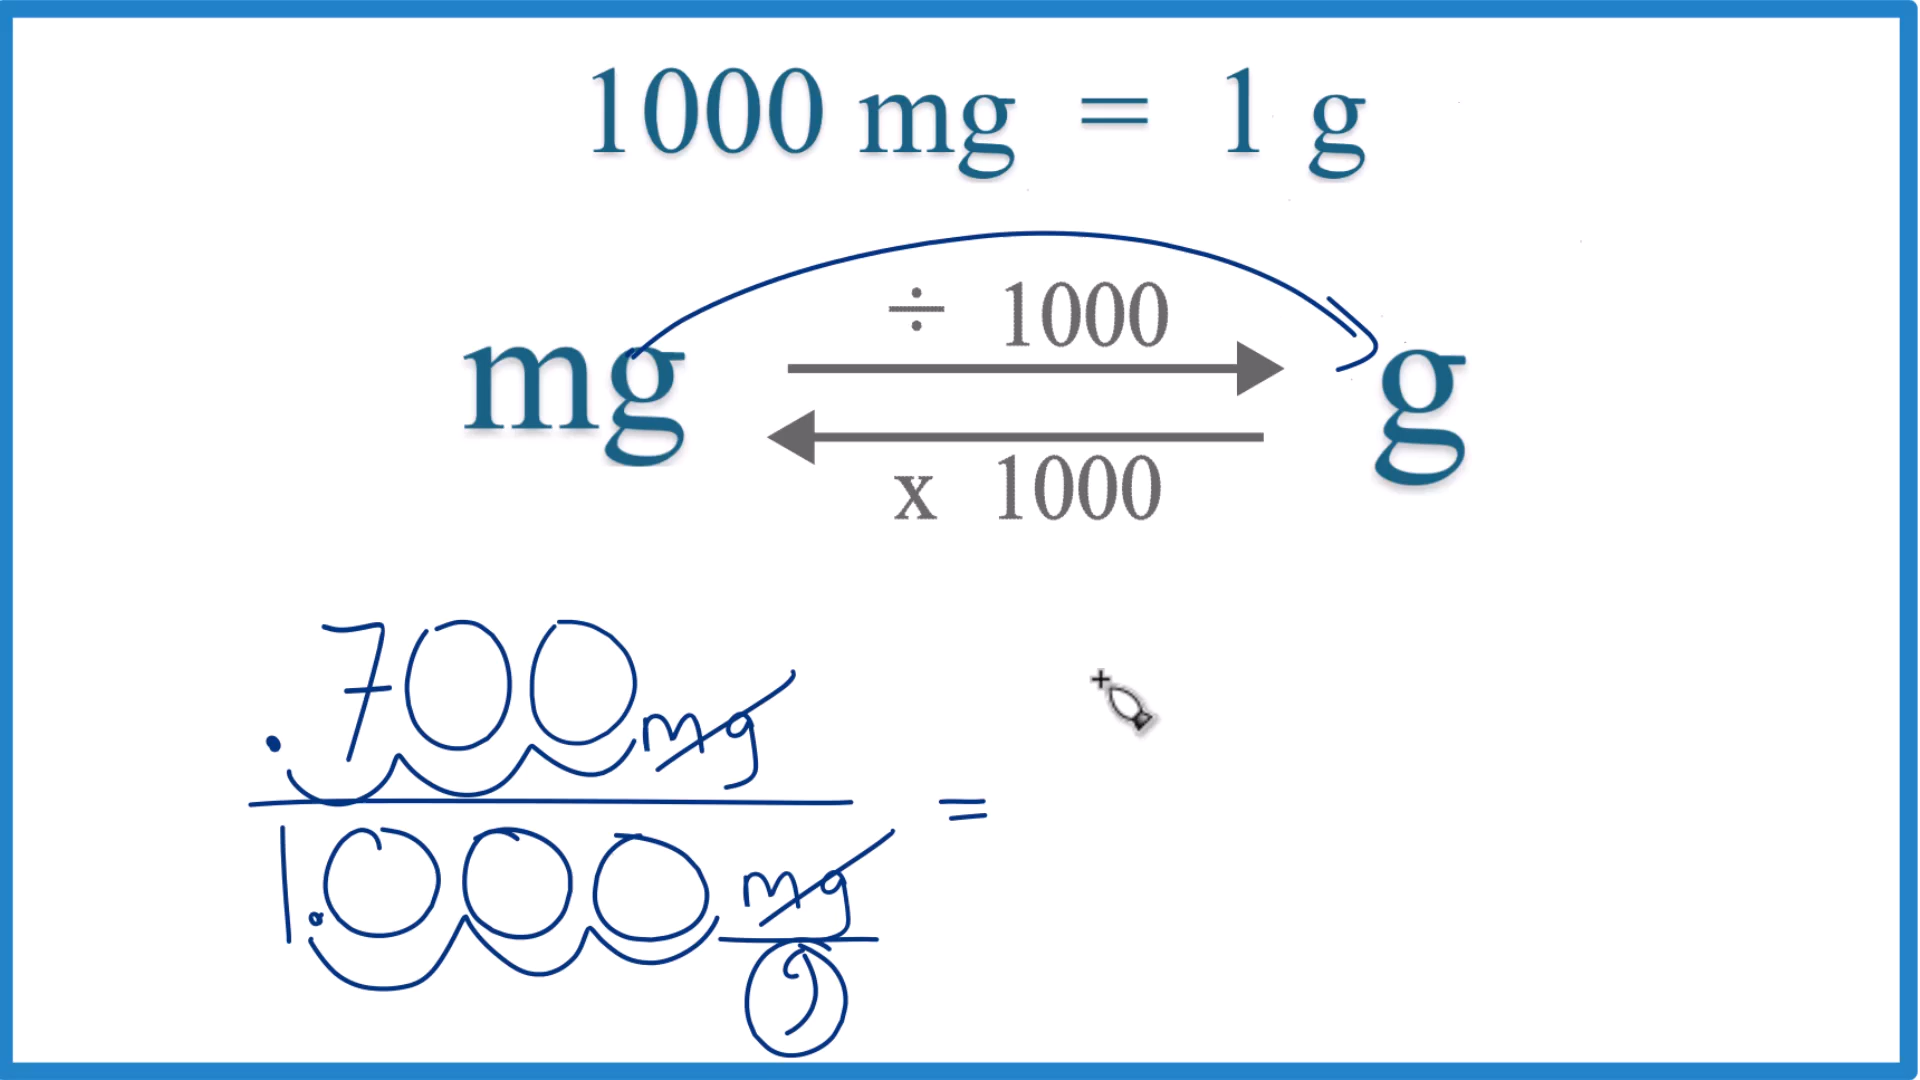 1000 mg = 1 g
÷ 1000
mg g
x 1000
.700 mg
=
1.000 mg
g